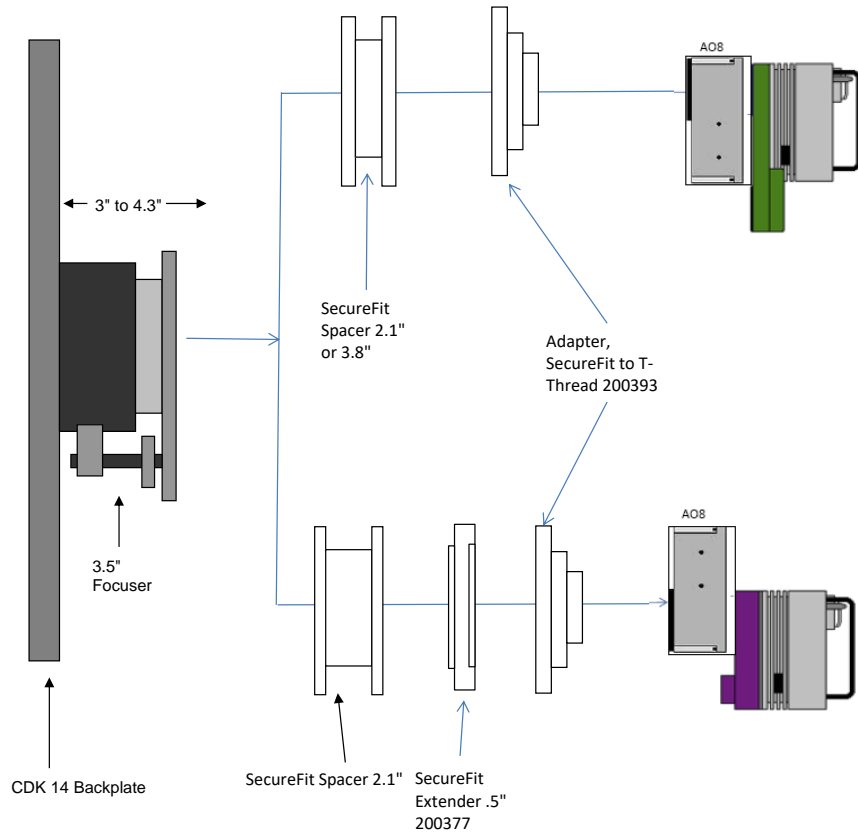 AO8
3" to 4.3"
SecureFit
Spacer 2.1"
or 3.8"
Adapter,
SecureFit to T-
Thread 200393
3.5"
Focuser
AO8
CDK 14 Backplate
SecureFit Spacer 2.1"
SecureFit
Extender .5"
200377